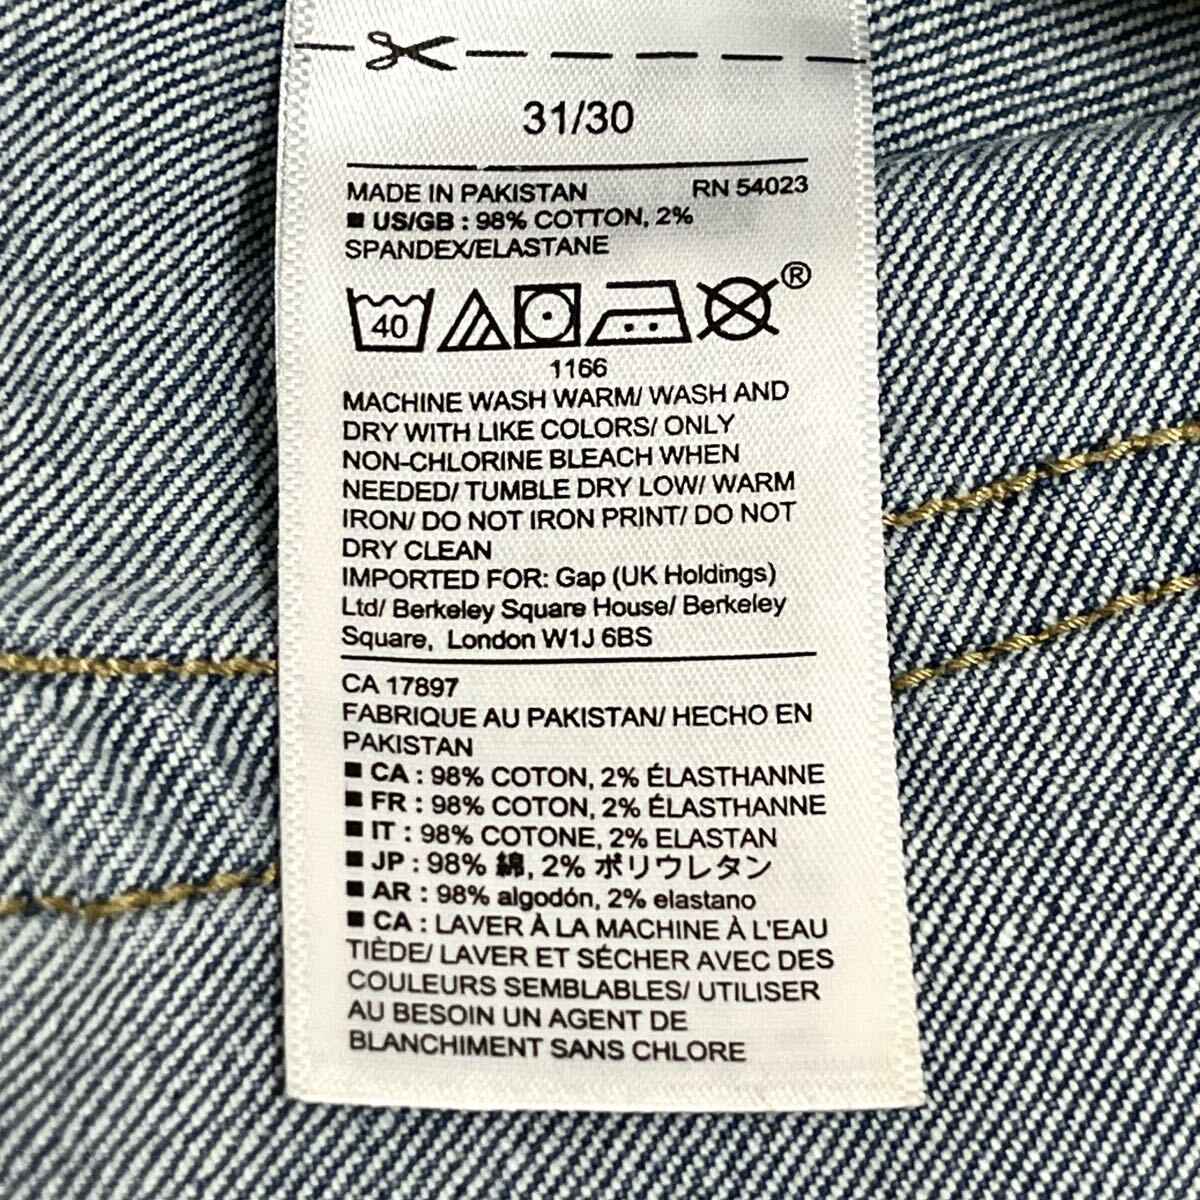 31/30
MADE IN PAKISTAN RN 54023
■ US/GB : 98% COTTON, 2%
SPANDEX/ELASTANE
40 ®
1166
MACHINE WASH WARM/ WASH AND
DRY WITH LIKE COLORS/ ONLY
NON-CHLORINE BLEACH WHEN
NEEDED/ TUMBLE DRY LOW/ WARM
IRON/ DO NOT IRON PRINT/ DO NOT
DRY CLEAN
IMPORTED FOR: Gap (UK Holdings)
Ltd/ Berkeley Square House/ Berkeley
Square, London W1J 6BS
CA 17897
FABRIQUE AU PAKISTAN/ HECHO EN
PAKISTAN
■ CA : 98% COTON, 2% ÉLASTHANNE
■ FR : 98% COTON, 2% ÉLASTHANNE
■ IT : 98% COTONE, 2% ELASTAN
■ JP : 98% 綿, 2% ポリウレタン
■ AR : 98% algodón, 2% elastano
■ CA : LAVER À LA MACHINE À L'EAU
TIÈDE/ LAVER ET SÉCHER AVEC DES
COULEURS SEMBLABLES/ UTILISER
AU BESOIN UN AGENT DE
BLANCHIMENT SANS CHLORE